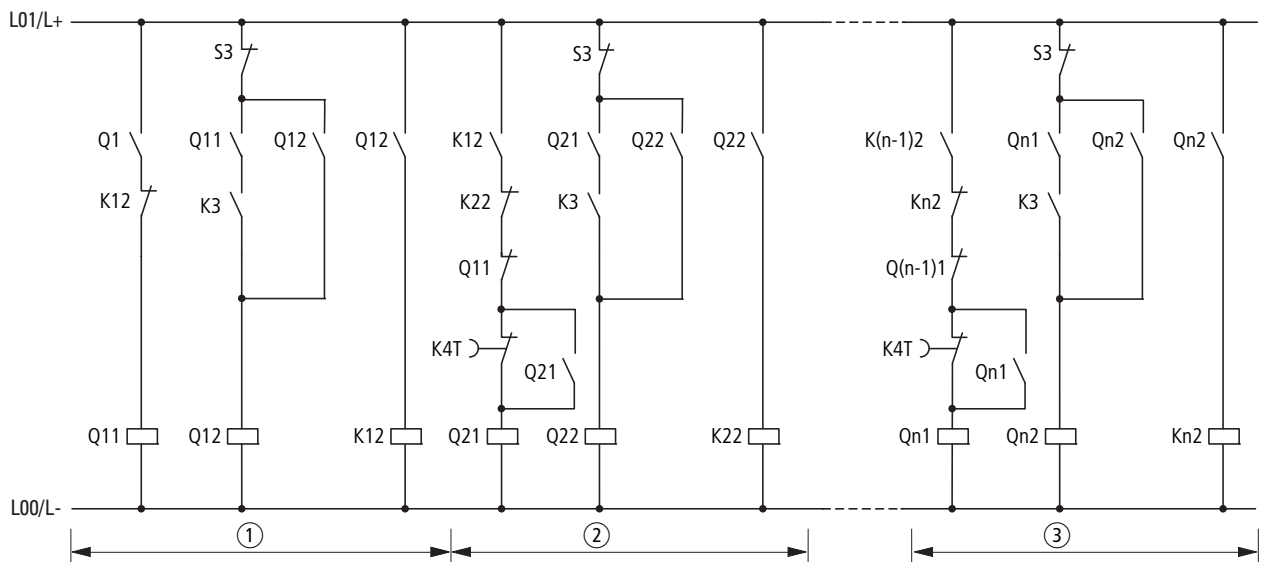 L01/L+
S3 S3 S3
Q1 Q11 Q12 Q12 K12 Q21 Q22 Q22 K(n-1)2 Qn1 Qn2 Qn2
K12 K3 K22 K3 Kn2 K3
Q11 Q(n-1)1
K4T Q21 K4T Qn1
Q11 Q12 K12 Q21 Q22 K22 Qn1 Qn2 Kn2
L00/L-
① ② ③